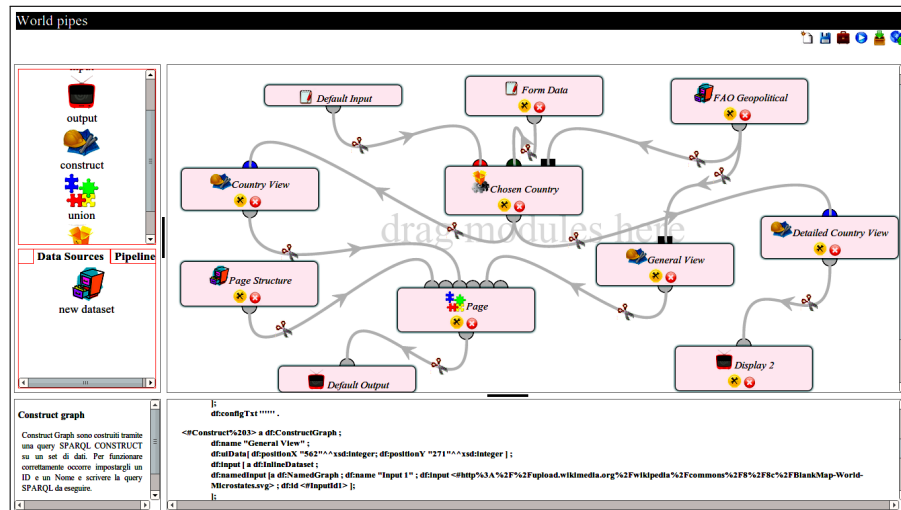 World pipes
input
output
construct
union
Data Sources
Pipeline
new dataset
Default Input
Form Data
FAO Geopolitical
Country View
Chosen Country
drag modules here
Detailed Country View
General View
Page Structure
Page
Default Output
Display 2
Construct graph
Construct Graph sono costruiti tramite
una query SPARQL CONSTRUCT
su un set di dati. Per funzionare
correttamente occorre impostargli un
ID e un Nome e scrivere la query
SPARQL da eseguire.
];
df:configTxt """" .
<#Construct%203> a df:ConstructGraph ;
df:name "General View" ;
df:uiData[ df:positionX "562"^^xsd:integer; df:positionY "271"^^xsd:integer ] ;
df:input [ a df:InlineDataset ;
df:namedInput [a df:NamedGraph ; df:name "Input 1" ; df:input <#http%3A%2F%2Fupload.wikimedia.org%2Fwikipedia%2Fcommons%2F8%2F8c%2FBlankMap-World-
Microstates.svg> ; df:id <#InputId1> ];
];